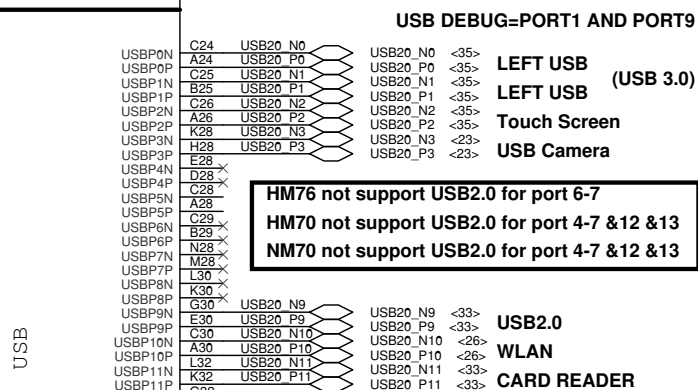 USB DEBUG=PORT1 AND PORT9
USBP0N C24 USB20_N0 USB20_N0 <35>
USBP0P A24 USB20_P0 USB20_P0 <35> LEFT USB
USBP1N C25 USB20_N1 USB20_N1 <35> (USB 3.0)
USBP1P B25 USB20_P1 USB20_P1 <35> LEFT USB
USBP2N C26 USB20_N2 USB20_N2 <35>
USBP2P A26 USB20_P2 USB20_P2 <35> Touch Screen
USBP3N K28 USB20_N3 USB20_N3 <23>
USBP3P H28 USB20_P3 USB20_P3 <23> USB Camera
USBP4N E28
USBP4P D28
USBP5N C28
USBP5P A28
USBP6N C29
USBP6P B29
USBP7N N28
USBP7P M28
USBP8N L30
USBP8P K30
HM76 not support USB2.0 for port 6-7
HM70 not support USB2.0 for port 4-7 &12 &13
NM70 not support USB2.0 for port 4-7 &12 &13
USBP9N G30 USB20_N9 USB20_N9 <33>
USBP9P E30 USB20_P9 USB20_P9 <33> USB2.0
USBP10N C30 USB20_N10 USB20_N10 <26>
USBP10P A30 USB20_P10 USB20_P10 <26> WLAN
USBP11N L32 USB20_N11 USB20_N11 <33>
USBP11P K32 USB20_P11 USB20_P11 <33> CARD READER
USB